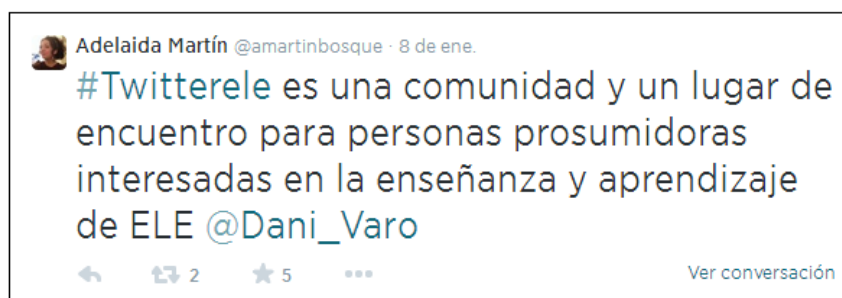 Adelaida Martín @amartinbosque · 8 de ene.
#Twitterele es una comunidad y un lugar de
encuentro para personas prosumidoras
interesadas en la enseñanza y aprendizaje
de ELE @Dani_Varo
2 5 Ver conversación